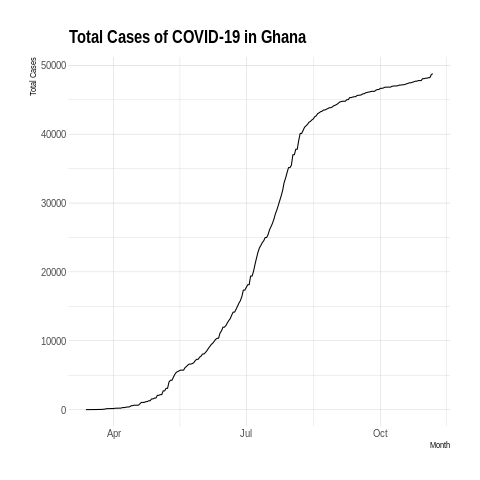 Total Cases of COVID-19 in Ghana
Total Cases
50000
40000
30000
20000
10000
0
Apr Jul Oct
Month